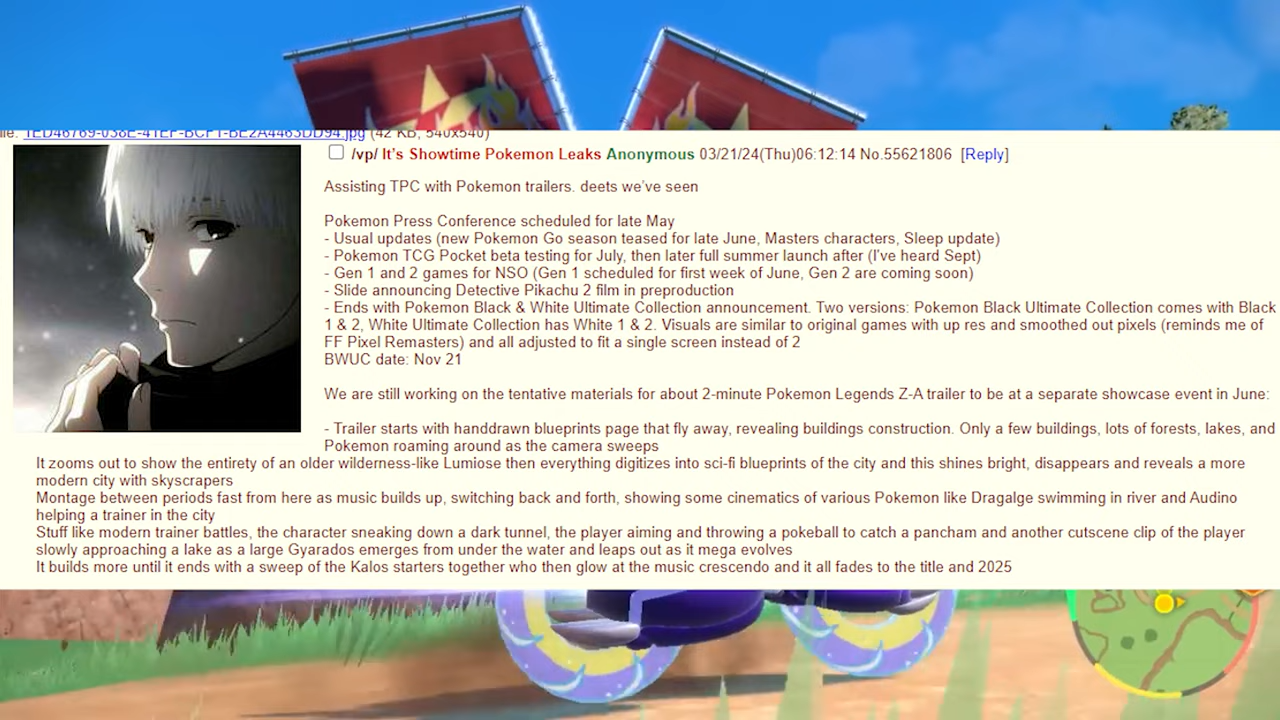 ile: 1ED46769-038E-41EF-BCF1-BE2A4463DD94.jpg (42 KB, 540x540)
/vp/ It's Showtime Pokemon Leaks Anonymous 03/21/24(Thu)06:12:14 No.55621806 [Reply]
Assisting TPC with Pokemon trailers. deets we've seen
Pokemon Press Conference scheduled for late May
- Usual updates (new Pokemon Go season teased for late June, Masters characters, Sleep update)
- Pokemon TCG Pocket beta testing for July, then later full summer launch after (I've heard Sept)
- Gen 1 and 2 games for NSO (Gen 1 scheduled for first week of June, Gen 2 are coming soon)
- Slide announcing Detective Pikachu 2 film in preproduction
- Ends with Pokemon Black & White Ultimate Collection announcement. Two versions: Pokemon Black Ultimate Collection comes with Black
1 & 2, White Ultimate Collection has White 1 & 2. Visuals are similar to original games with up res and smoothed out pixels (reminds me of
FF Pixel Remasters) and all adjusted to fit a single screen instead of 2
BWUC date: Nov 21
We are still working on the tentative materials for about 2-minute Pokemon Legends Z-A trailer to be at a separate showcase event in June:
- Trailer starts with handdrawn blueprints page that fly away, revealing buildings construction. Only a few buildings, lots of forests, lakes, and
Pokemon roaming around as the camera sweeps
It zooms out to show the entirety of an older wilderness-like Lumiose then everything digitizes into sci-fi blueprints of the city and this shines bright, disappears and reveals a more
modern city with skyscrapers
Montage between periods fast from here as music builds up, switching back and forth, showing some cinematics of various Pokemon like Dragalge swimming in river and Audino
helping a trainer in the city
Stuff like modern trainer battles, the character sneaking down a dark tunnel, the player aiming and throwing a pokeball to catch a pancham and another cutscene clip of the player
slowly approaching a lake as a large Gyarados emerges from under the water and leaps out as it mega evolves
It builds more until it ends with a sweep of the Kalos starters together who then glow at the music crescendo and it all fades to the title and 2025